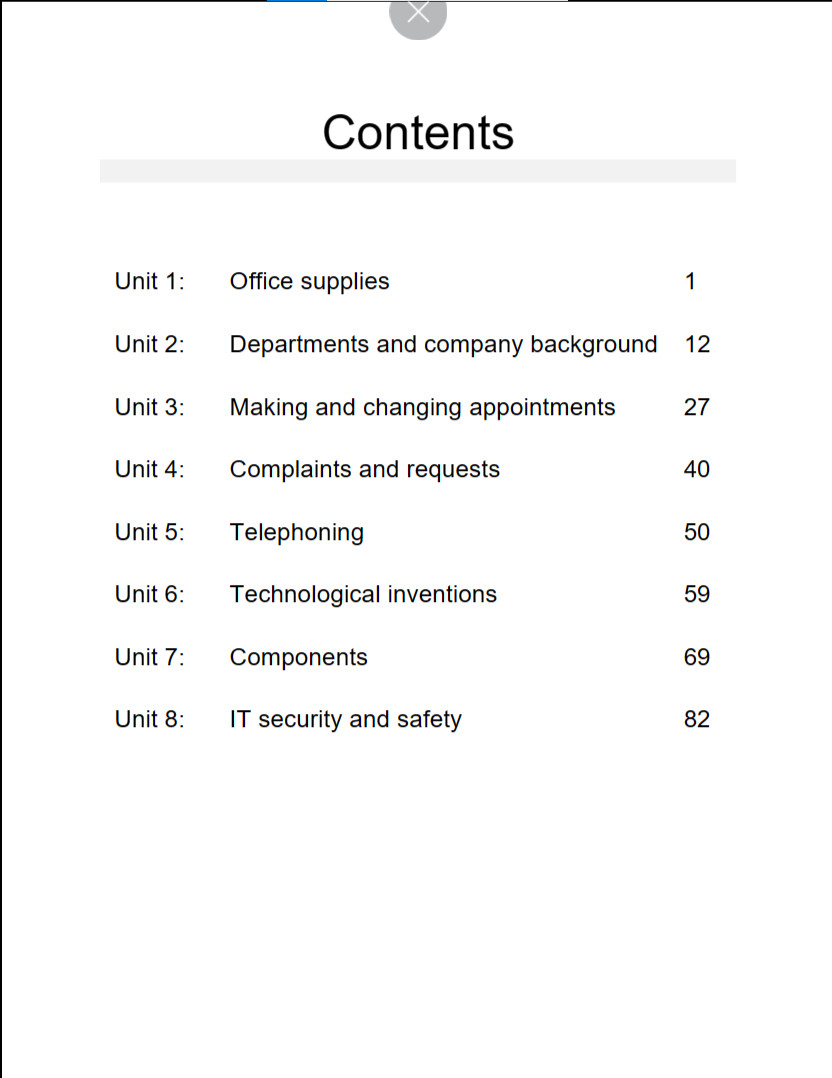 Contents
Unit 1: Office supplies 1
Unit 2: Departments and company background 12
Unit 3: Making and changing appointments 27
Unit 4: Complaints and requests 40
Unit 5: Telephoning 50
Unit 6: Technological inventions 59
Unit 7: Components 69
Unit 8: IT security and safety 82